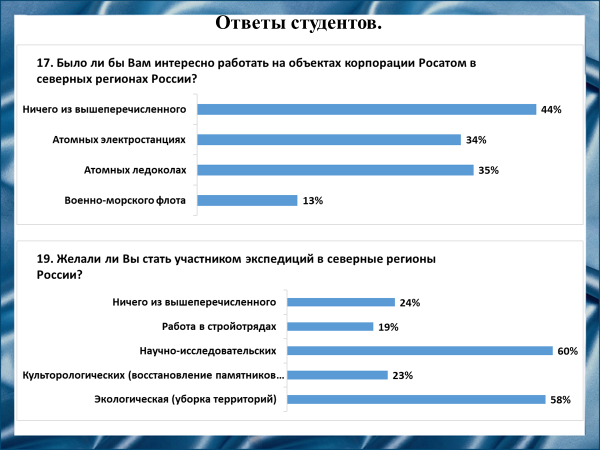 Ответы студентов.
17. Было ли бы Вам интересно работать на объектах корпорации Росатом в
северных регионах России?
Ничего из вышеперечисленного 44%
Атомных электростанциях 34%
Атомных ледоколах 35%
Военно-морского флота 13%
19. Желали ли Вы стать участником экспедиций в северные регионы
России?
Ничего из вышеперечисленного 24%
Работа в стройотрядах 19%
Научно-исследовательских 60%
Культорологических (восстановление памятников... 23%
Экологическая (уборка территорий) 58%